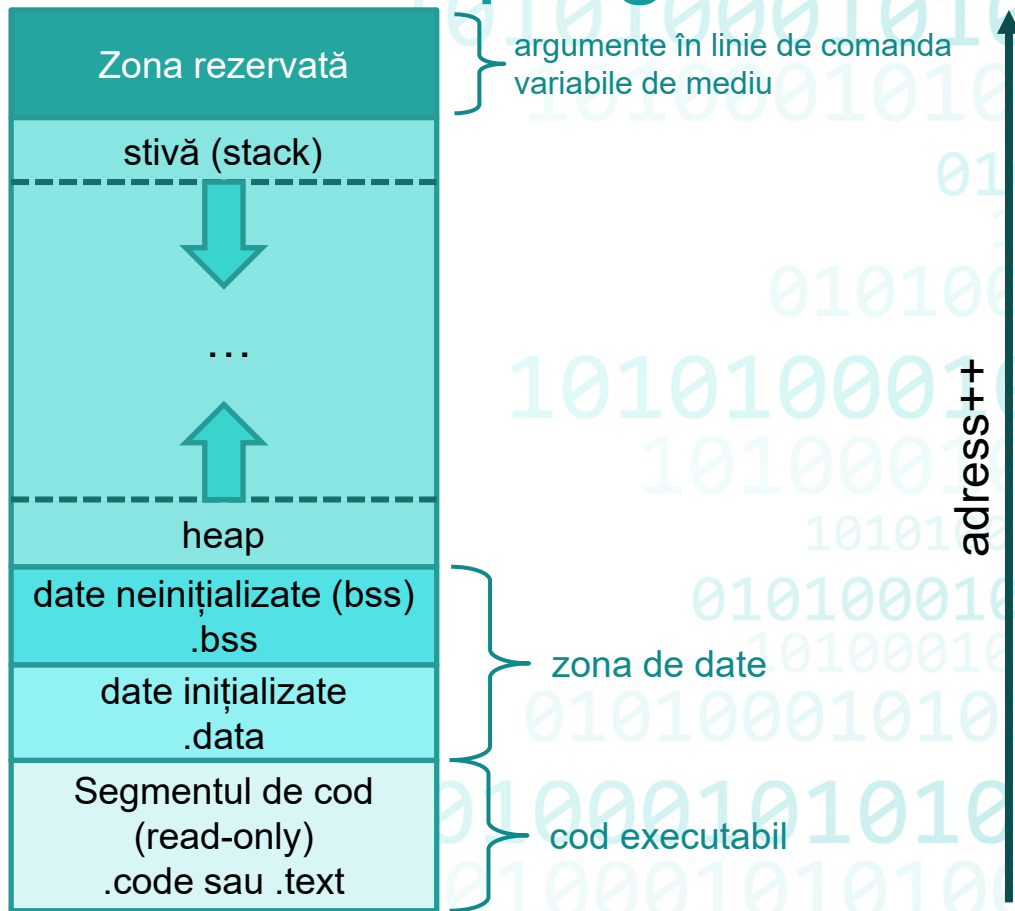 Zona rezervată
argumente în linie de comanda
variabile de mediu
stivă (stack)
...
adress++
heap
date neinițializate (bss)
.bss
zona de date
date inițializate
.data
Segmentul de cod
(read-only)
.code sau .text
cod executabil